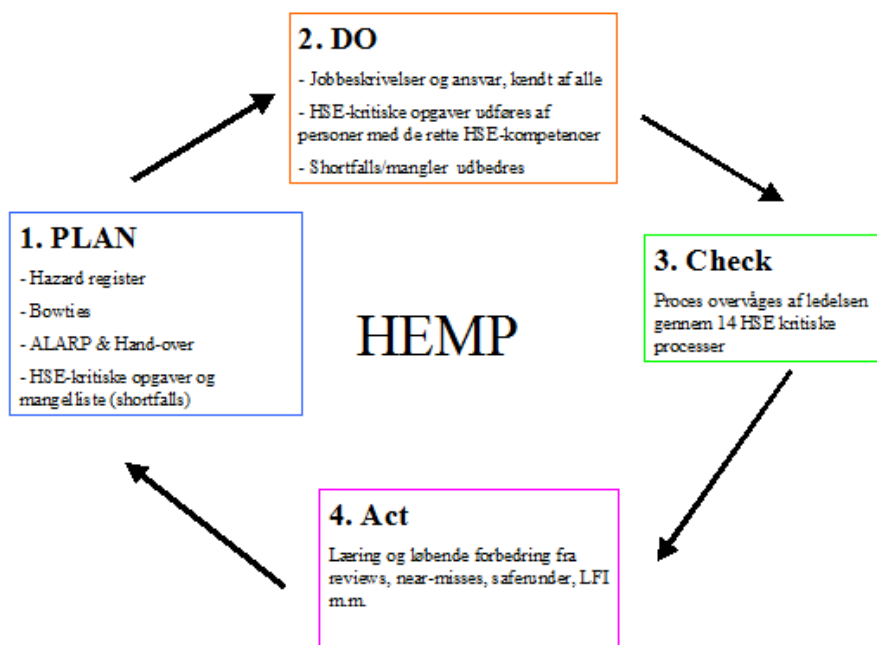 2. DO
- Jobbeskrivelser og ansvar, kendt af alle
- HSE-kritiske opgaver udføres af
personer med de rette HSE-kompetencer
- Shortfalls/mangler udbedres
1. PLAN
- Hazard register
- Bowties
- ALARP & Hand-over
- HSE-kritiske opgaver og
mangelliste (shortfalls)
HEMP
3. Check
Proces overvåges af ledelsen
gennem 14 HSE kritiske
processer
4. Act
Læring og løbende forbedring fra
reviews, near-misses, saferunder, LFI
m.m.